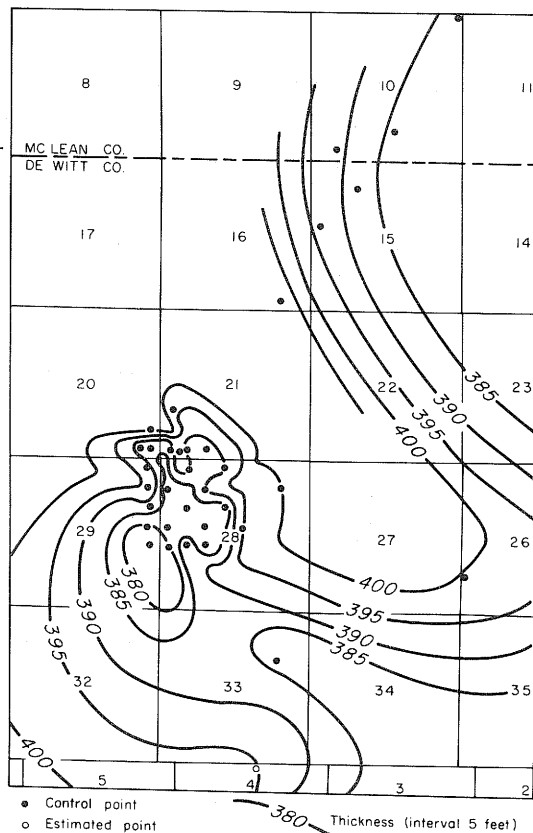 8 9 10 11
MC LEAN CO.
DE WITT CO.
17 16 15 14
385
20 21 22 23
390
395
400
29 28 27 26
380
385
400
395
390
395
390
385
32 33 34 35
400
5 4 3 2
380
Control point
Estimated point
Thickness (interval 5 feet)